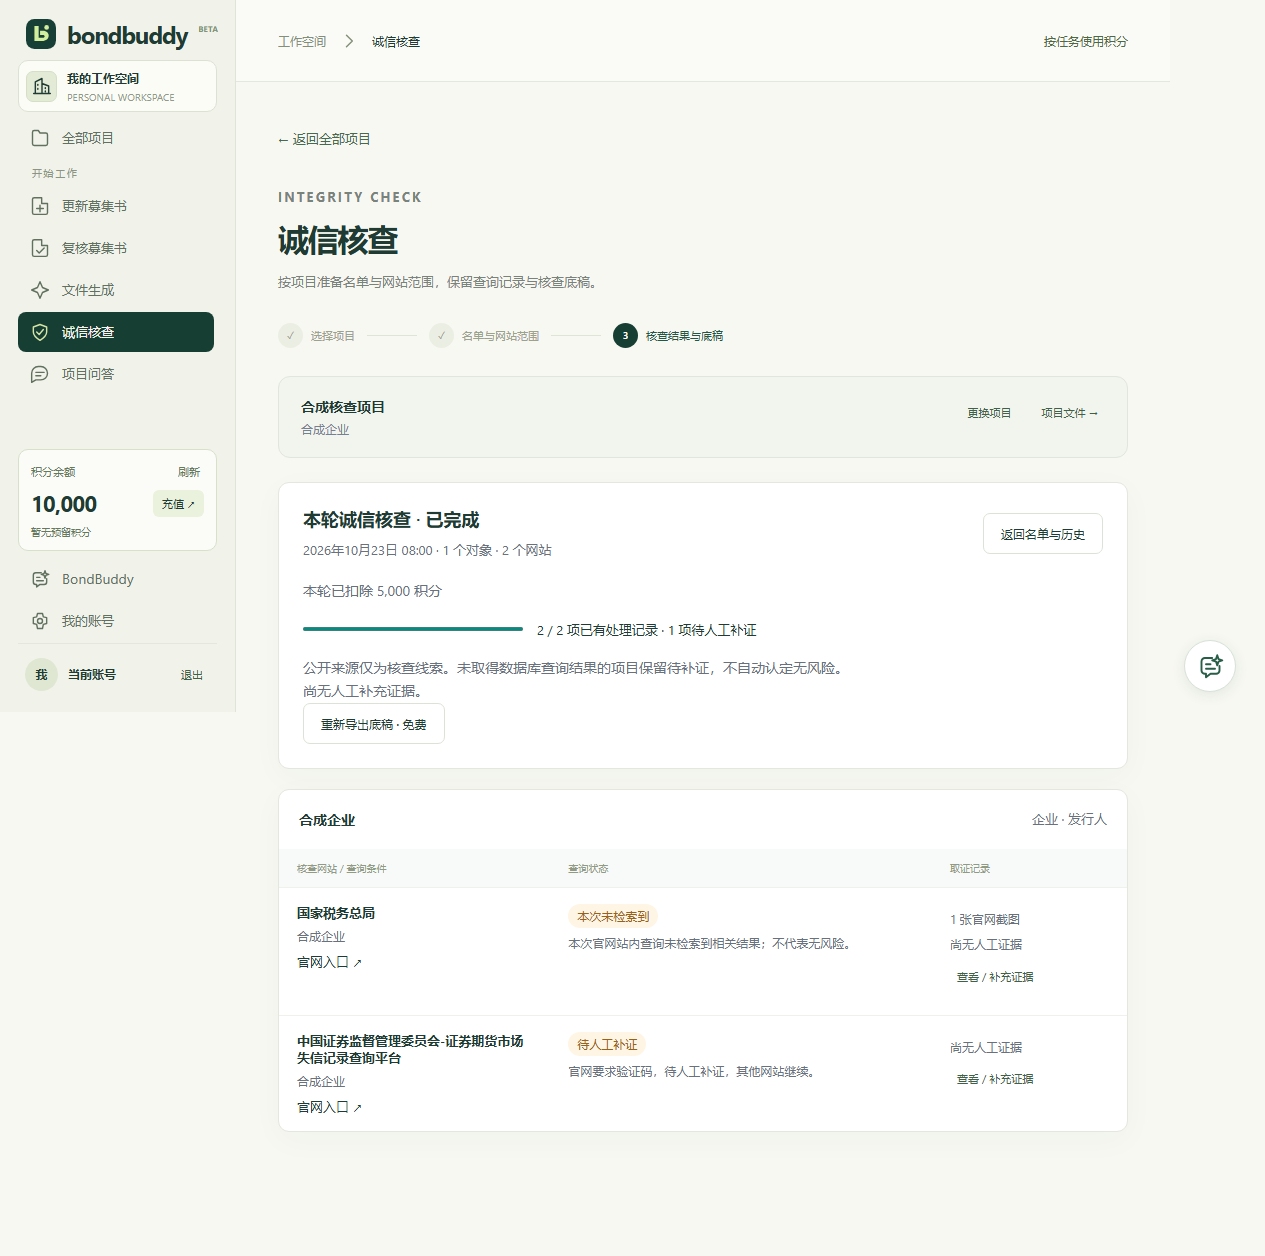 bondbuddy BETA
我的工作空间
PERSONAL WORKSPACE
全部项目
开始工作
更新募集书
复核募集书
文件生成
诚信核查
项目问答
积分余额 刷新
10,000 充值 ↗
暂无预留积分
BondBuddy
我的账号
我 当前账号 退出
工作空间 > 诚信核查 按任务使用积分
← 返回全部项目
INTEGRITY CHECK
诚信核查
按项目准备名单与网站范围，保留查询记录与核查底稿。
✓ 选择项目 ✓ 名单与网站范围 3 核查结果与底稿
合成核查项目
合成企业
更换项目 项目文件 →
本轮诚信核查 · 已完成
2026年10月23日 08:00 · 1 个对象 · 2 个网站
返回名单与历史
本轮已扣除 5,000 积分
2 / 2 项已有处理记录 · 1 项待人工补证
公开来源仅为核查线索。未取得数据库查询结果的项目保留待补证，不自动认定无风险。
尚无人工补充证据。
重新导出底稿 · 免费
合成企业 企业 · 发行人
核查网站 / 查询条件 查询状态 取证记录
国家税务总局
合成企业
官网入口 ↗
本次未检索到
本次官网站内查询未检索到相关结果；不代表无风险。
1 张官网截图
尚无人工证据
查看 / 补充证据
中国证券监督管理委员会-证券期货市场
失信记录查询平台
合成企业
官网入口 ↗
待人工补证
官网要求验证码，待人工补证，其他网站继续。
尚无人工证据
查看 / 补充证据